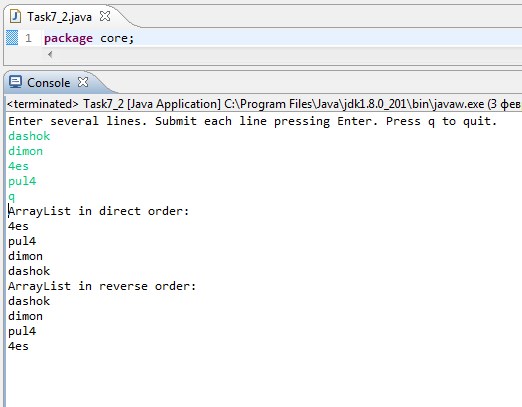 Task7_2.java
1 package core;
Console
<terminated> Task7_2 [Java Application] C:\Program Files\Java\jdk1.8.0_201\bin\javaw.exe (3 фев
Enter several lines. Submit each line pressing Enter. Press q to quit.
dashok
dimon
4es
pul4
q
ArrayList in direct order:
4es
pul4
dimon
dashok
ArrayList in reverse order:
dashok
dimon
pul4
4es